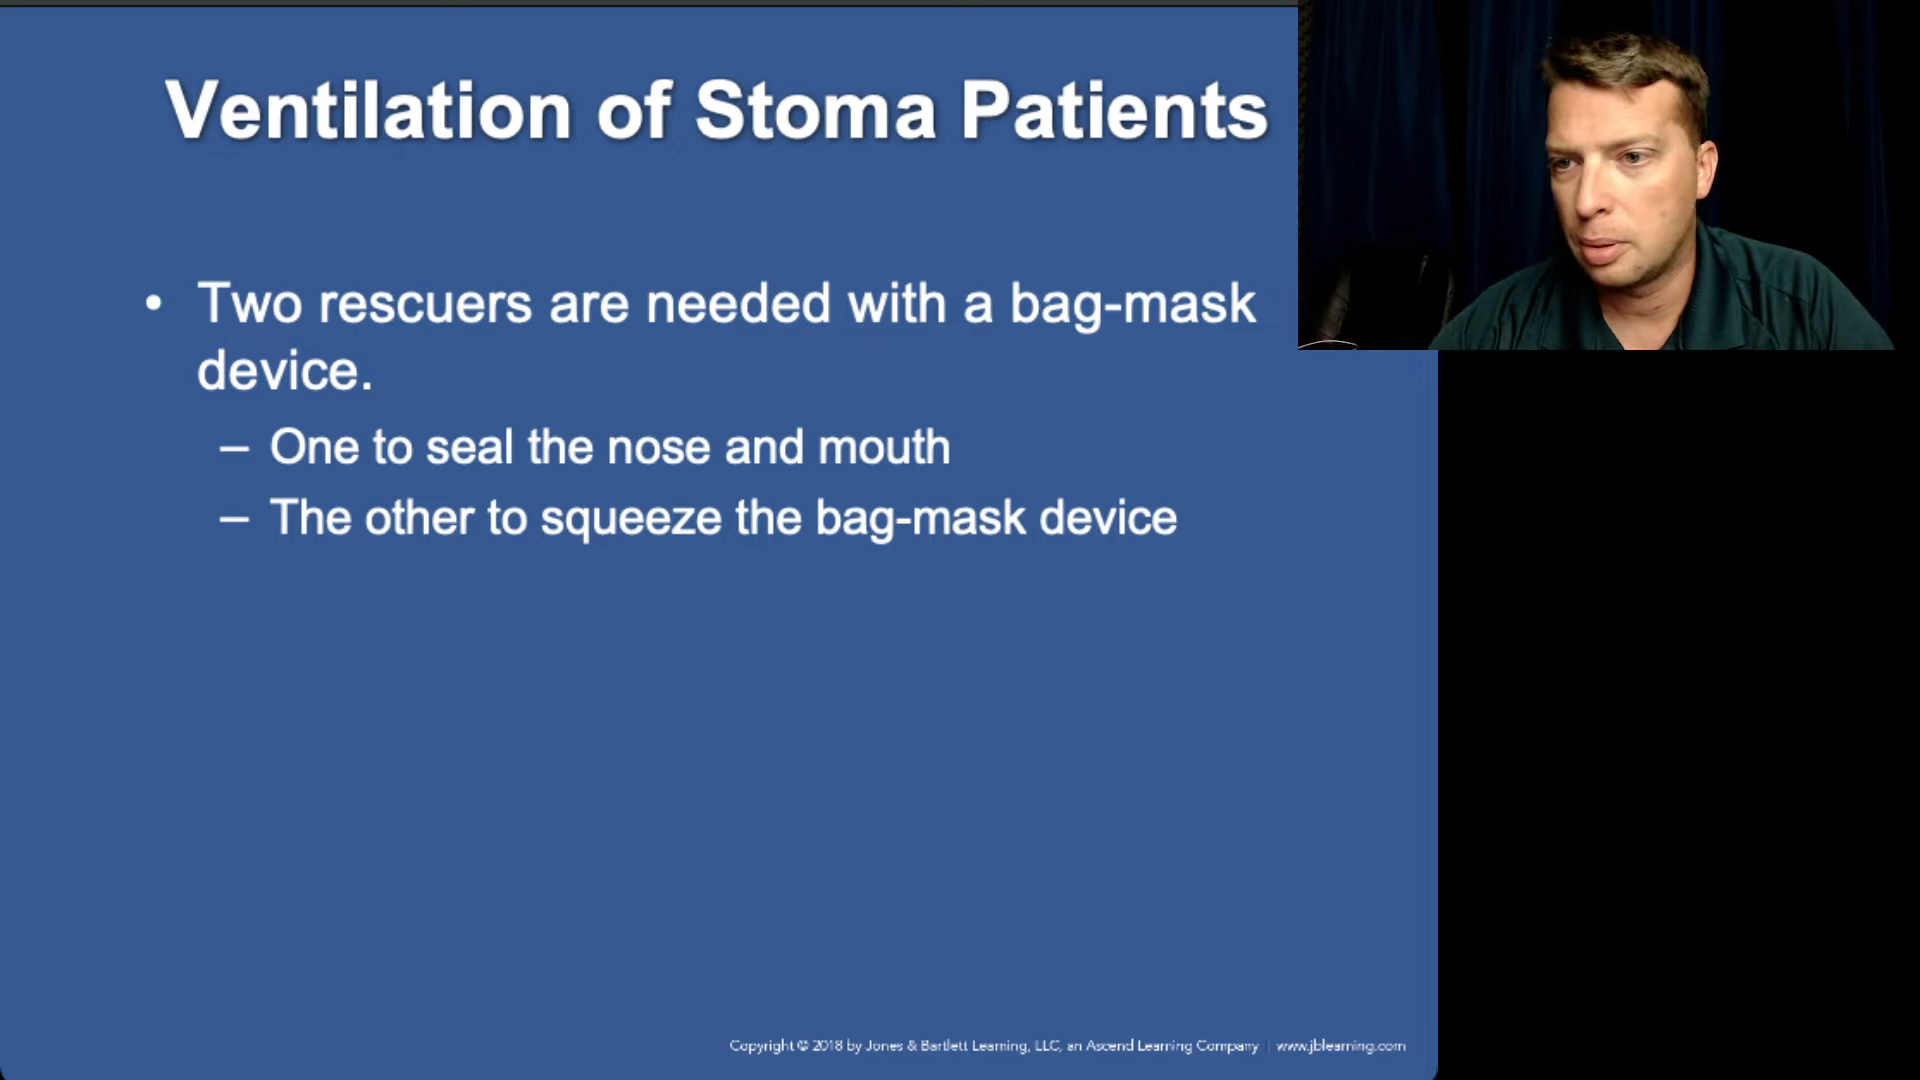 Ventilation of Stoma Patients
• Two rescuers are needed with a bag-mask
device.
– One to seal the nose and mouth
– The other to squeeze the bag-mask device
Copyright © 2018 by Jones & Bartlett Learning, LLC, an Ascend Learning Company | www.jblearning.com